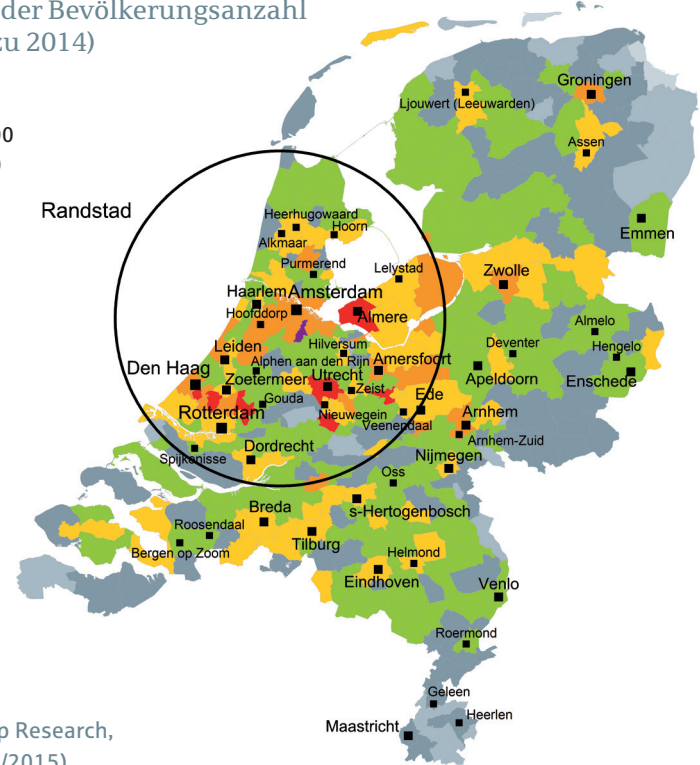 der Bevölkerungsanzahl
zu 2014)
00
Randstad
Groningen
Ljouwert (Leeuwarden)
Assen
Emmen
Heerhugowaard
Hoorn
Alkmaar
Purmerend
Lelystad
Zwolle
Haarlem
Amsterdam
Hoofddorp
Almere
Almelo
Hengelo
Deventer
Enschede
Apeldoorn
Hilversum
Leiden
Alphen aan den Rijn
Amersfoort
Den Haag
Zoetermeer
Utrecht
Zeist
Ede
Gouda
Rotterdam
Nieuwegein
Veenendaal
Arnhem
Arnhem-Zuid
Dordrecht
Spijkenisse
Nijmegen
Oss
Breda
s-Hertogenbosch
Roosendaal
Bergen op Zoom
Tilburg
Helmond
Eindhoven
Venlo
Roermond
Geleen
Heerlen
Maastricht
p Research,
/2015)